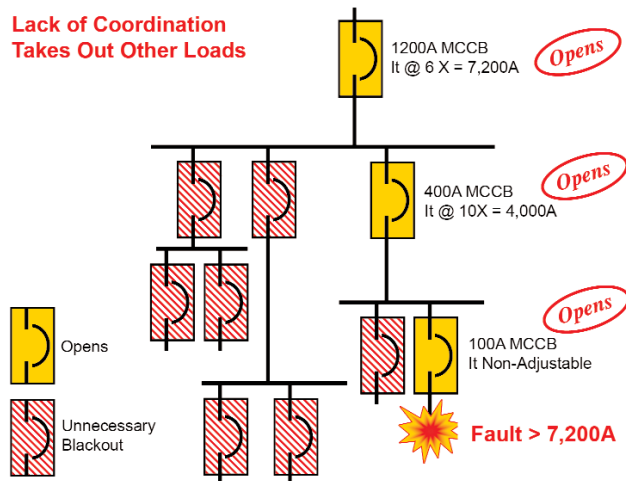 Lack of Coordination
Takes Out Other Loads
1200A MCCB
It @ 6 X = 7,200A
Opens
400A MCCB
It @ 10X = 4,000A
Opens
Opens
100A MCCB
It Non-Adjustable
Opens
Unnecessary
Blackout
Fault > 7,200A